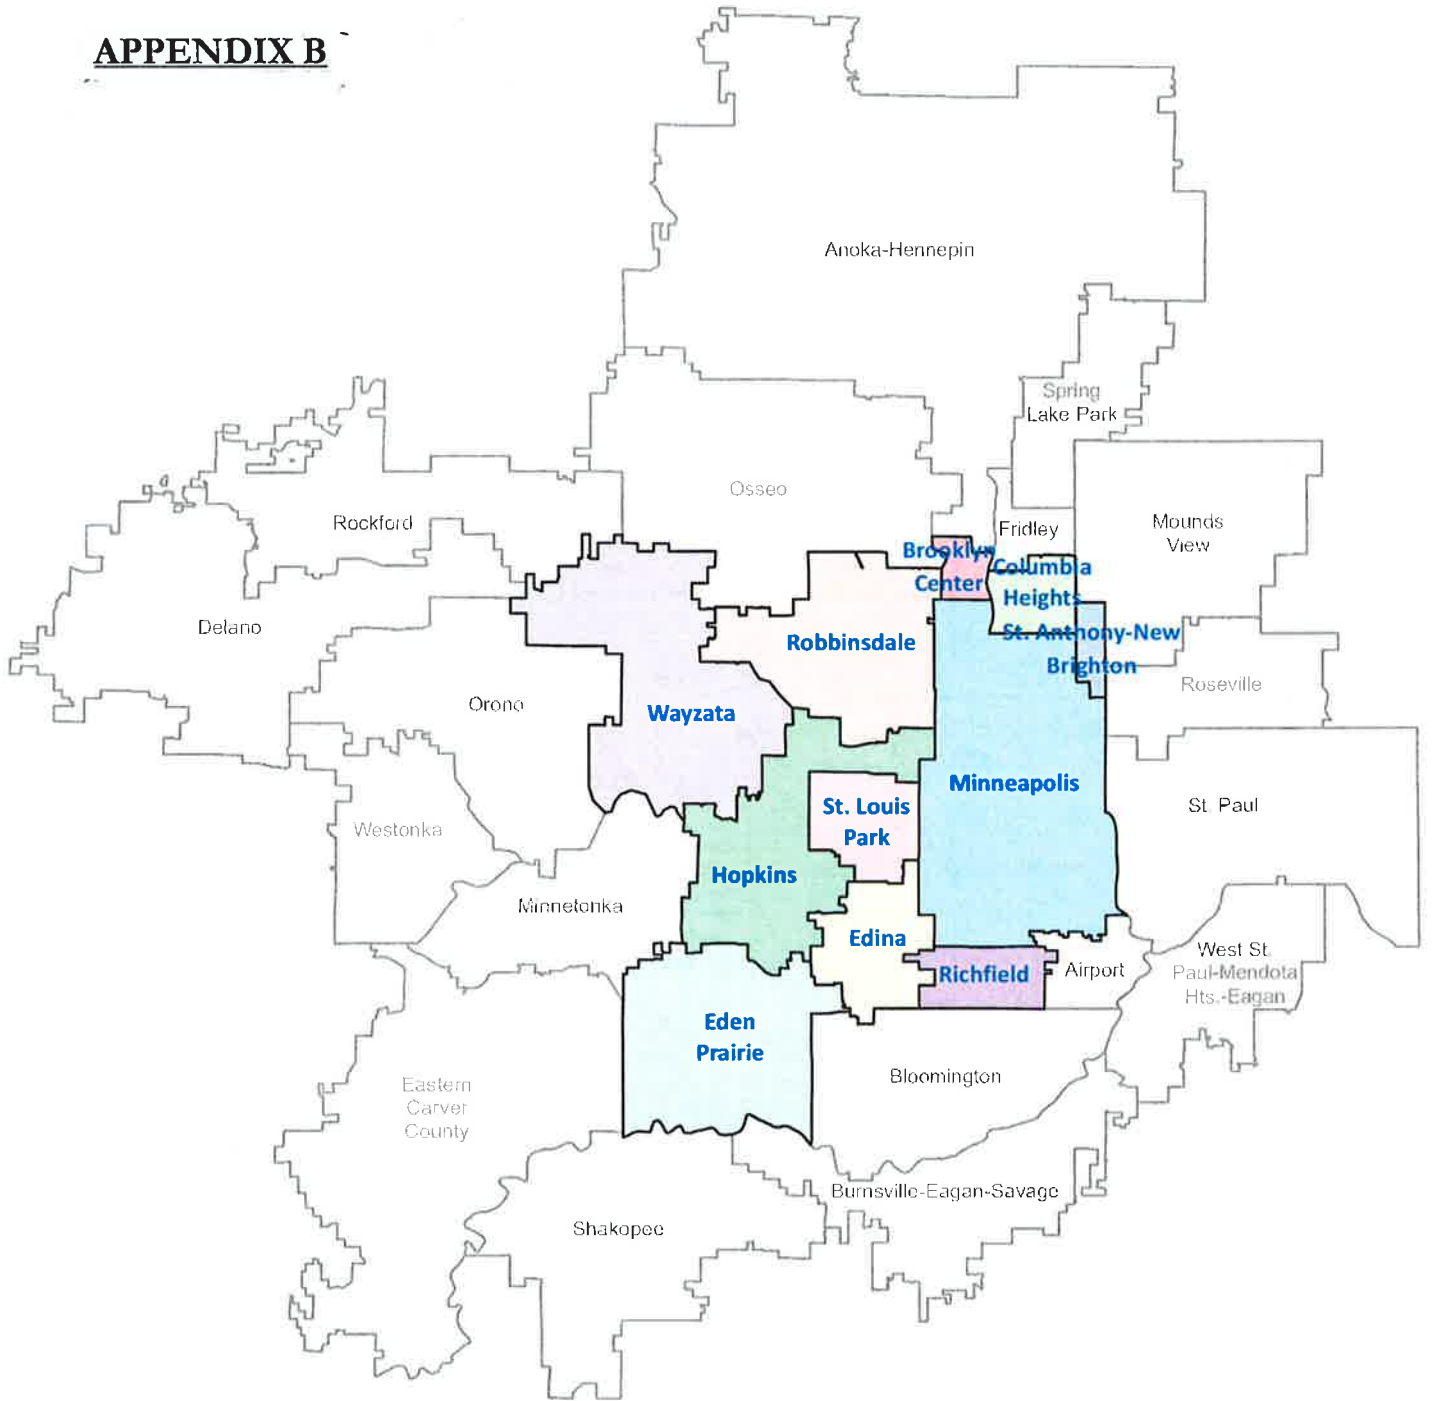 APPENDIX B
Anoka-Hennepin
Spring
Lake Park
Osseo
Rockford
Fridley
Mounds
View
Brooklyn
Center
Columbia
Heights
Delano
St. Anthony-New
Brighton
Robbinsdale
Roseville
Orono
Wayzata
Minneapolis
St. Louis
Park
St. Paul
Westonka
Hopkins
Minnetonka
Edina
West St.
Paul-Mendota
Hts.-Eagan
Richfield
Airport
Eden
Prairie
Bloomington
Eastern
Carver
County
Burnsville-Eagan-Savage
Shakopee